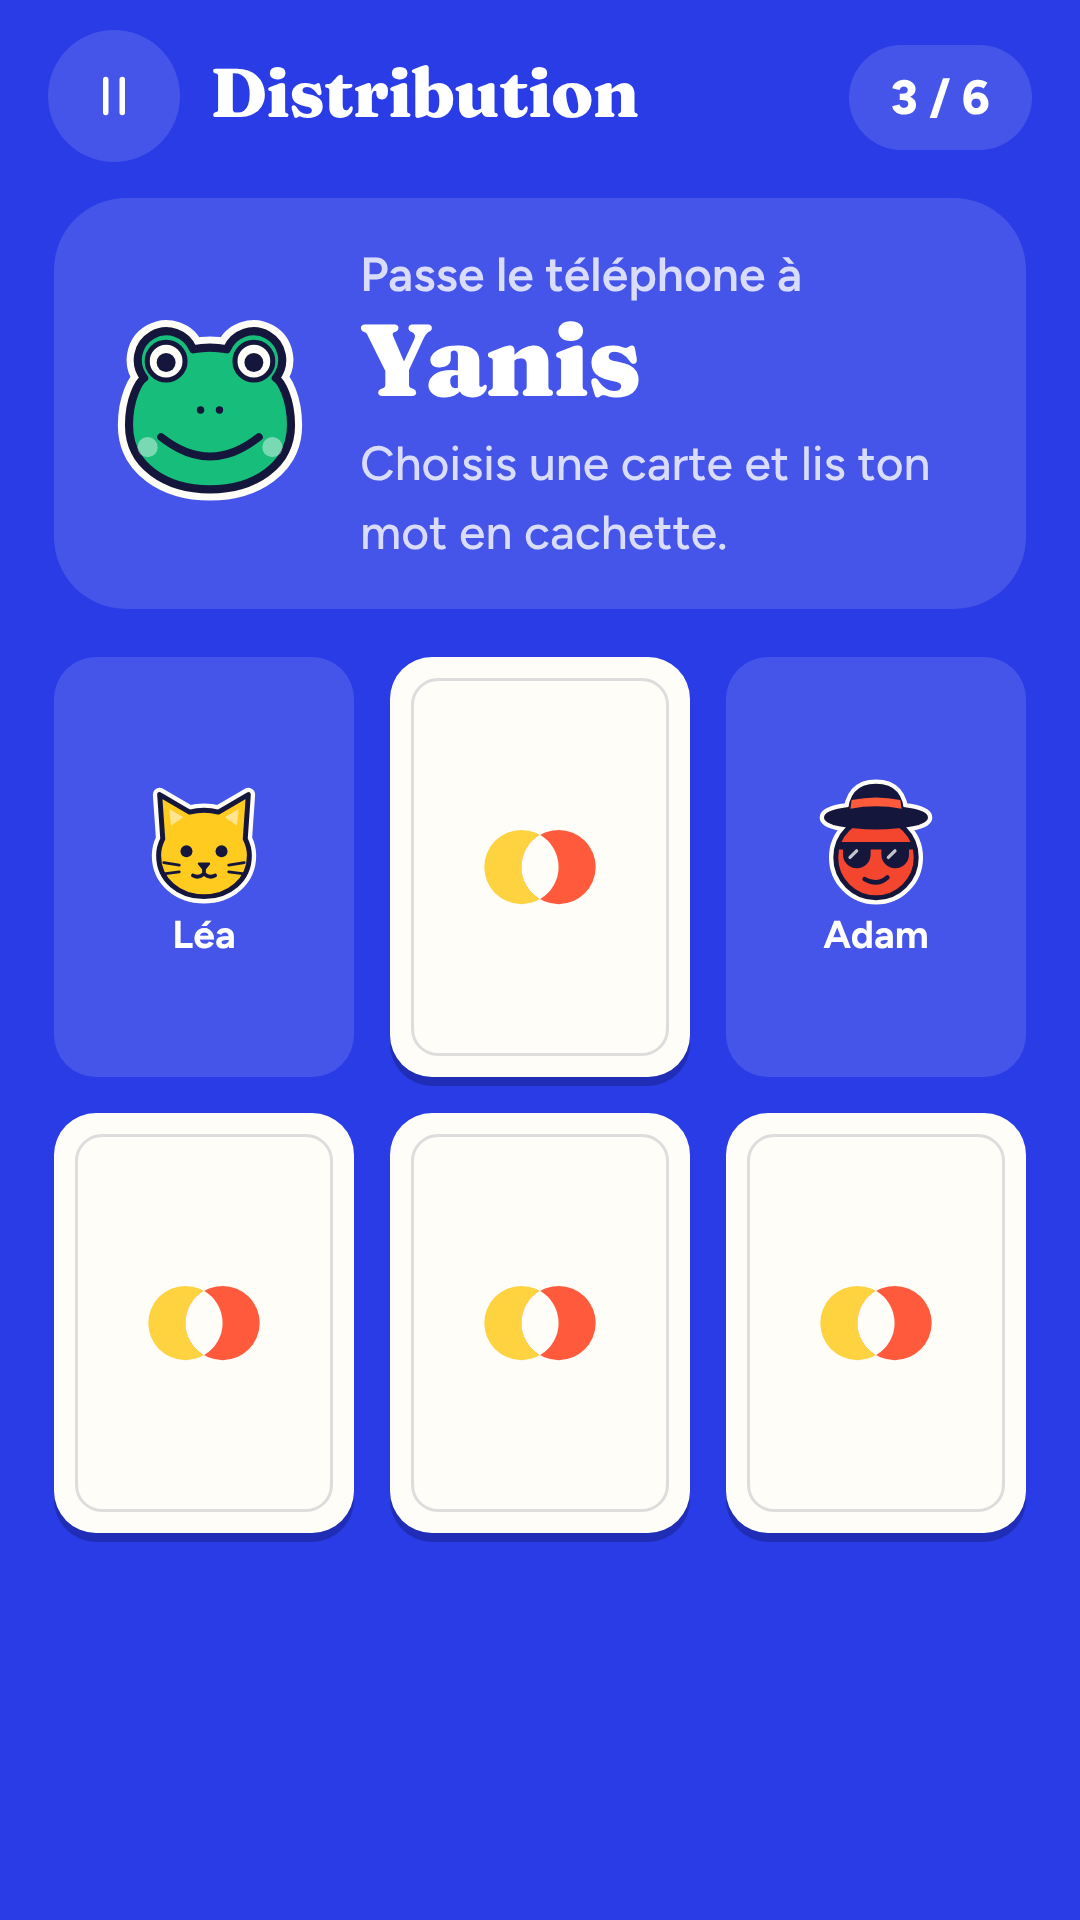 Distribution
3 / 6
Passe le téléphone à
Yanis
Choisis une carte et lis ton
mot en cachette.
Léa
Adam